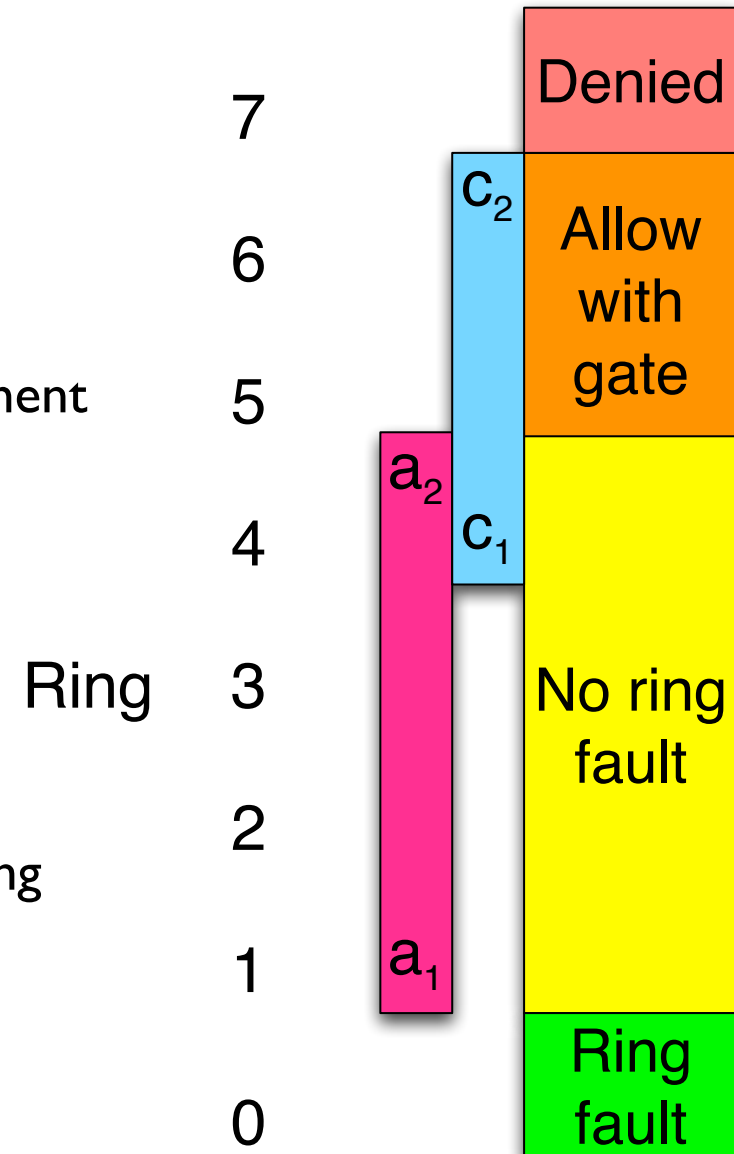 Denied
7
c₂
Allow
with
gate
6
5
a₂
c₁
4
Ring 3
No ring
fault
2
1
a₁
Ring
fault
0